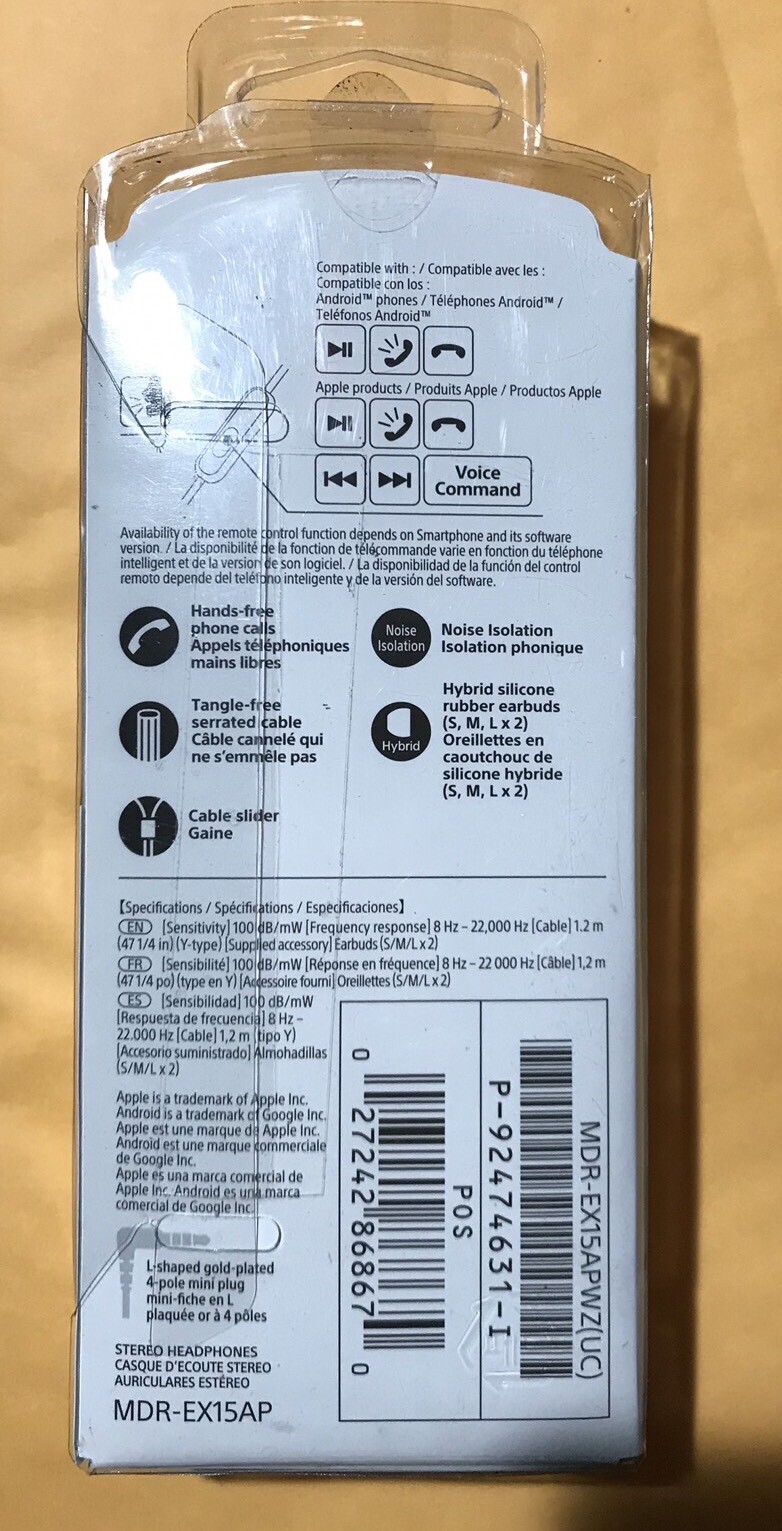 Compatible with : / Compatible avec les :
Compatible con los :
Android™ phones / Téléphones Android™ /
Teléfonos Android™
Apple products / Produits Apple / Productos Apple
Voice
Command
Availability of the remote control function depends on Smartphone and its software
version. / La disponibilité de la fonction de télécommande varie en fonction du téléphone
intelligent et de la version de son logiciel. / La disponibilidad de la función del control
remoto depende del teléfono inteligente y de la versión del software.
Hands-free
phone calls
Appels téléphoniques
mains libres
Noise
Isolation
Noise Isolation
Isolation phonique
Tangle-free
serrated cable
Câble cannelé qui
ne s'emmêle pas
Hybrid
Hybrid silicone
rubber earbuds
(S, M, L x 2)
Oreillettes en
caoutchouc de
silicone hybride
(S, M, L x 2)
Cable slider
Gaine
【Specifications / Spécifications / Especificaciones】
EN [Sensitivity] 100 dB/mW [Frequency response] 8 Hz – 22,000 Hz [Cable] 1.2 m
(47 1/4 in) (Y-type) [Supplied accessory] Earbuds (S/M/L x 2)
FR [Sensibilité] 100 dB/mW [Réponse en fréquence] 8 Hz – 22 000 Hz [Câble] 1,2 m
(47 1/4 po) (type en Y) [Accessoire fourni] Oreillettes (S/M/L x 2)
ES [Sensibilidad] 100 dB/mW
[Respuesta de frecuencia] 8 Hz –
22.000 Hz [Cable] 1,2 m (tipo Y)
[Accesorio suministrado] Almohadillas
(S/M/L x 2)
Apple is a trademark of Apple Inc.
Android is a trademark of Google Inc.
Apple est une marque de Apple Inc.
Android est une marque commerciale
de Google Inc.
Apple es una marca comercial de
Apple Inc. Android es una marca
comercial de Google Inc.
L-shaped gold-plated
4-pole mini plug
mini-fiche en L
plaquée or à 4 pôles
STEREO HEADPHONES
CASQUE D'ECOUTE STEREO
AURICULARES ESTÉREO
MDR-EX15AP
MDR-EX15APWZ(UC)
P-92474631-I
POS
0 27242 86867 0